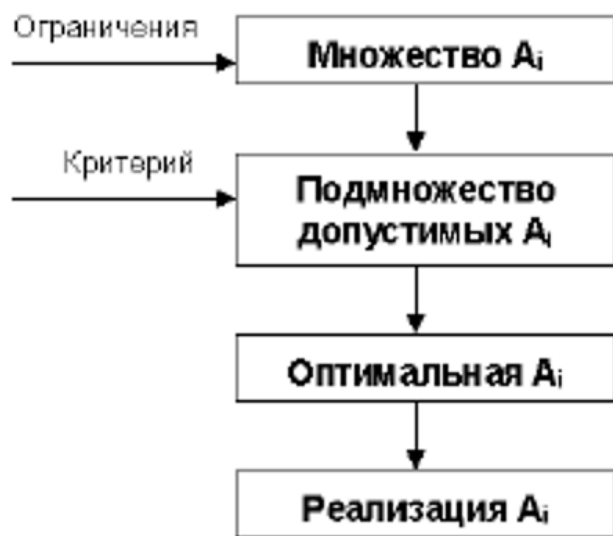 Ограничения
Множество Ai
Критерий
Подмножество
допустимых Ai
Оптимальная Ai
Реализация Ai